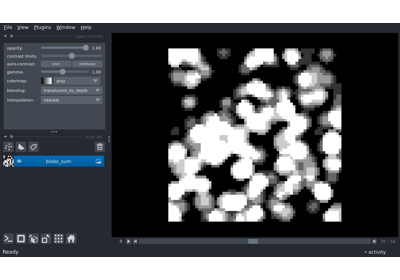 File View Plugins Window Help
opacity: 1.00
contrast limits:
auto-contrast: once continuous
gamma: 1.00
colormap: gray
blending: translucent_no_depth
interpolation: nearest
blobs_sum
Ready
activity